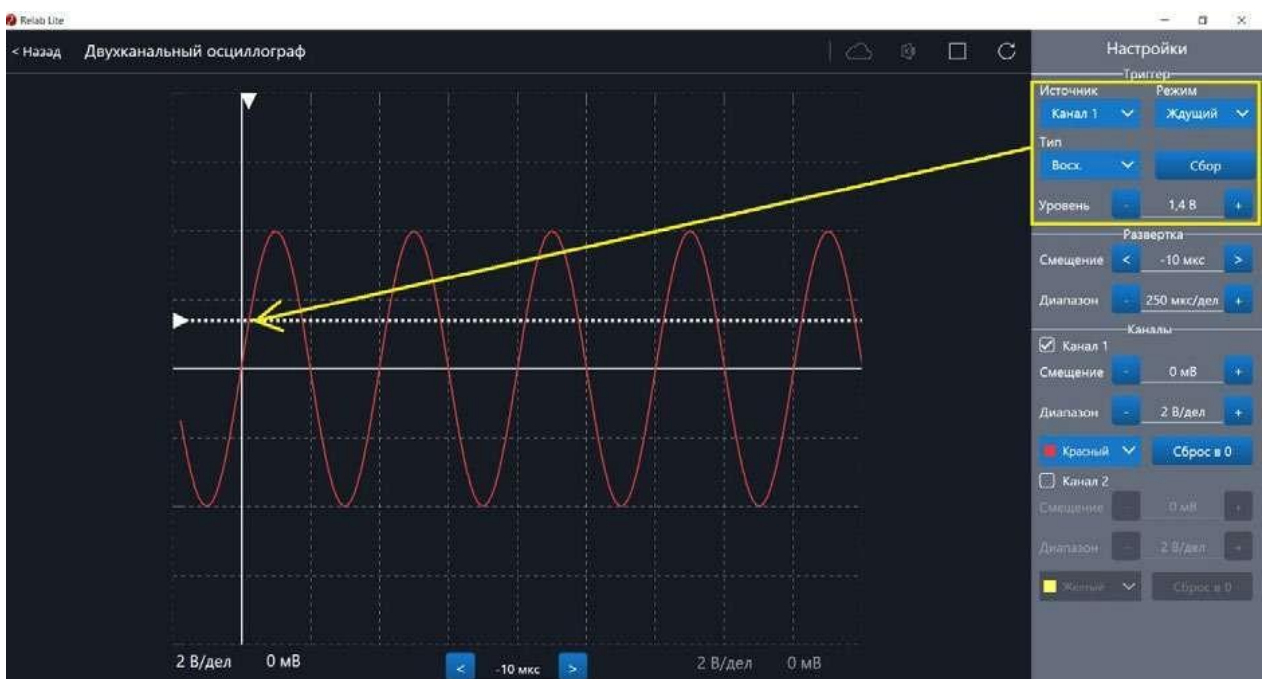 Relab Lite
< Назад Двухканальный осциллограф
Настройки
Триггер
Источник Режим
Канал 1 Ждущий
Тип
Восх. Сбор
Уровень - 1,4 В +
Развертка
Смещение < -10 мкс >
Диапазон - 250 мкс/дел +
Каналы
Канал 1
Смещение - 0 мВ +
Диапазон - 2 В/дел +
Красный Сброс в 0
Канал 2
Смещение - 0 мВ +
Диапазон - 2 В/дел +
Желтый Сброс в 0
2 В/дел 0 мВ < -10 мкс > 2 В/дел 0 мВ